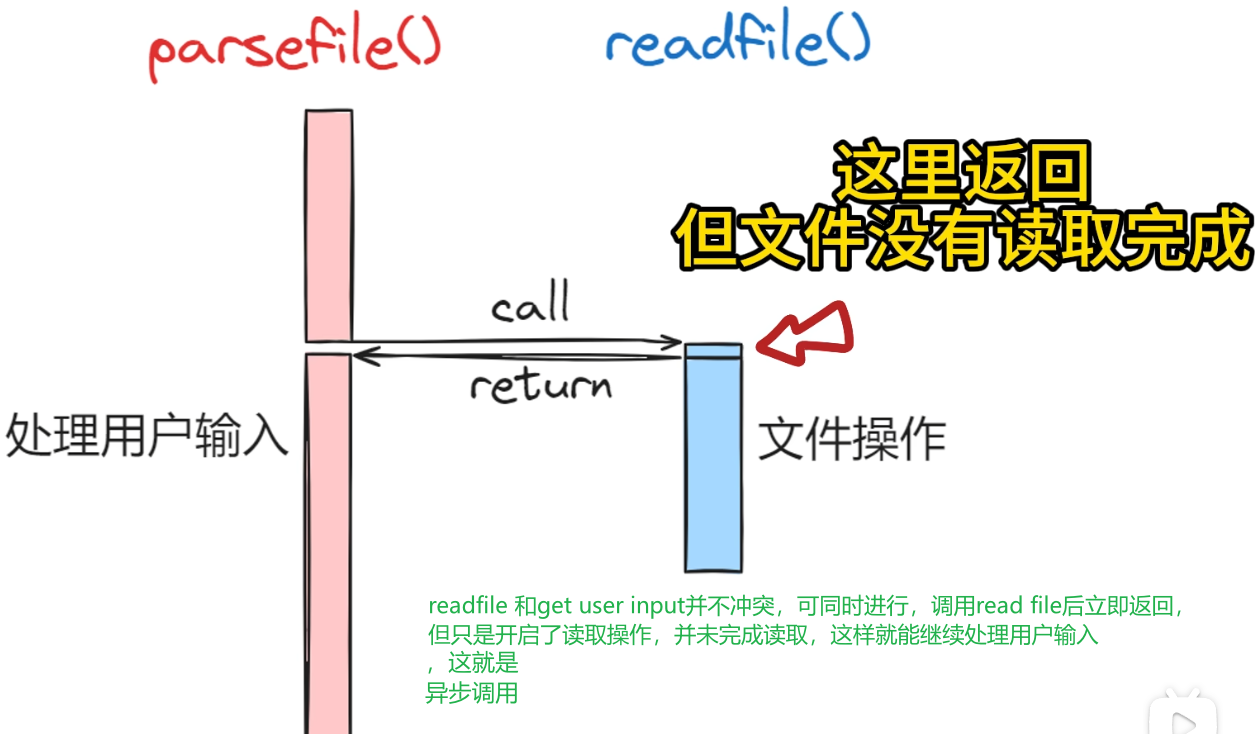 parsefile()
readfile()
这里返回
但文件没有读取完成
call
return
处理用户输入
文件操作
readfile 和get user input并不冲突，可同时进行，调用read file后立即返回，
但只是开启了读取操作，并未完成读取，这样就能继续处理用户输入
，这就是
异步调用